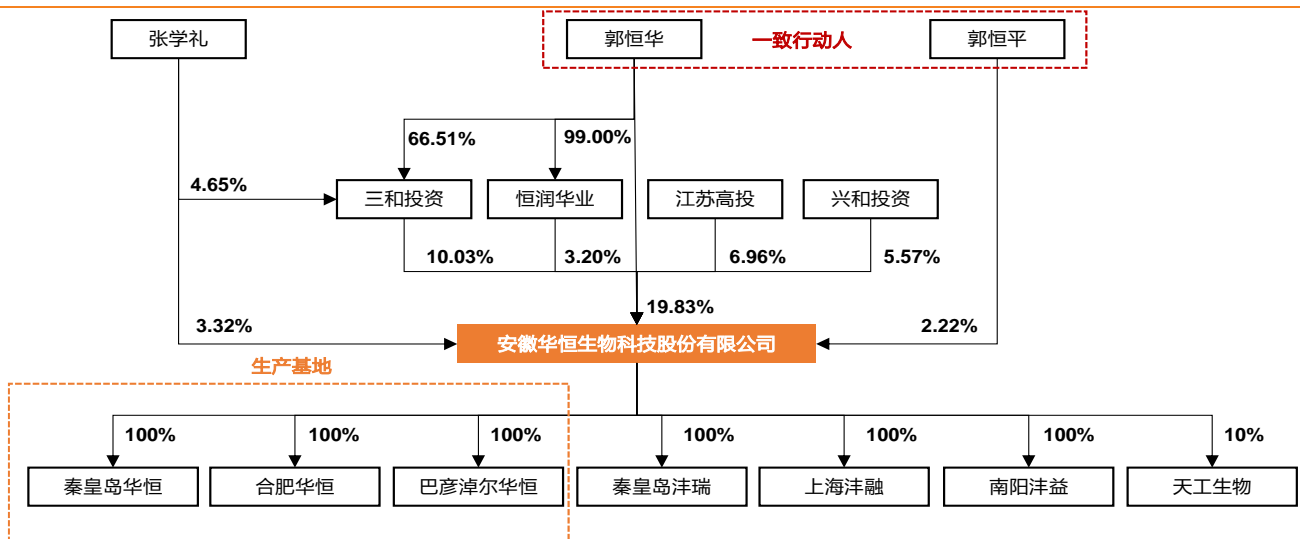 张学礼
郭恒华
一致行动人
郭恒平
66.51%
99.00%
4.65%
三和投资
恒润华业
江苏高投
兴和投资
10.03%
3.20%
6.96%
5.57%
19.83%
3.32%
2.22%
安徽华恒生物科技股份有限公司
生产基地
100%
100%
100%
100%
100%
100%
10%
秦皇岛华恒
合肥华恒
巴彦淖尔华恒
秦皇岛沣瑞
上海沣融
南阳沣益
天工生物